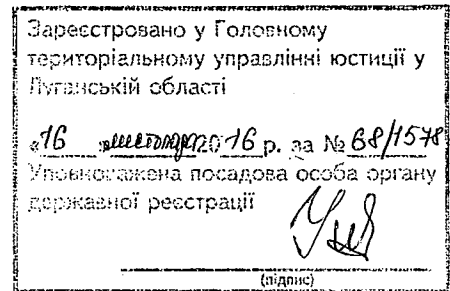 Зареєстровано у Головному
територіальному управлінні юстиції у
Луганській області
«16 листопада 2016 р. за № 68/1578
Уповноважена посадова особа органу
державної реєстрації
(підпис)